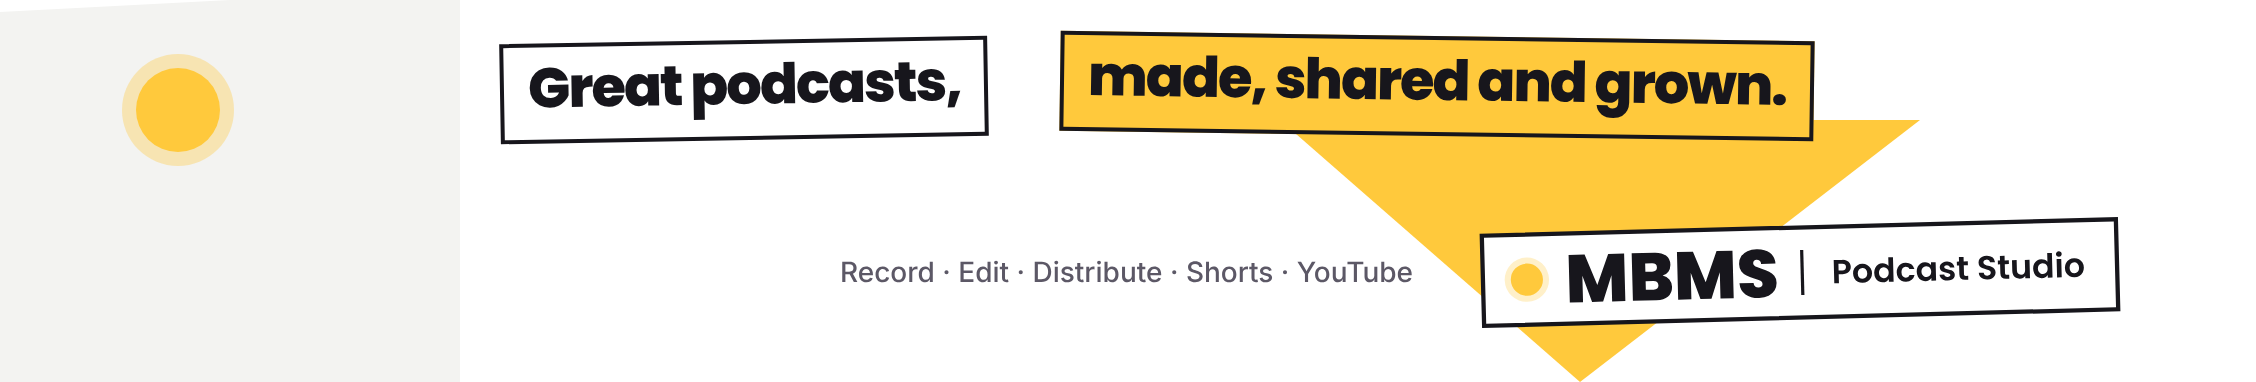 Great podcasts,
made, shared and grown.
Record · Edit · Distribute · Shorts · YouTube
MBMS | Podcast Studio